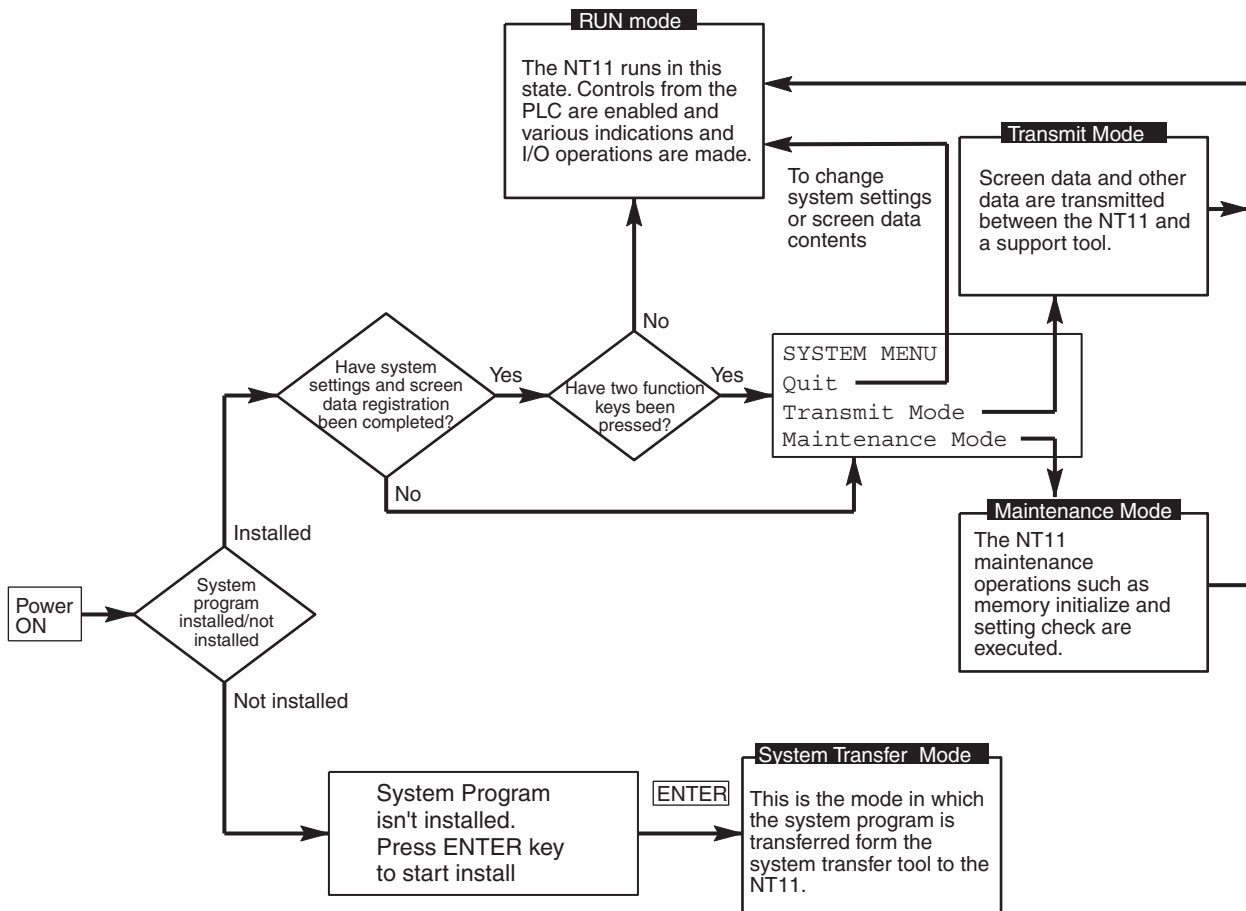 RUN mode
The NT11 runs in this
state. Controls from the
PLC are enabled and
various indications and
I/O operations are made.
To change
system settings
or screen data
contents
Transmit Mode
Screen data and other
data are transmitted
between the NT11 and
a support tool.
No
Have system
settings and screen
data registration
been completed?
Yes
Have two function
keys been
pressed?
Yes
SYSTEM MENU
Quit
Transmit Mode
Maintenance Mode
No
Installed
Maintenance Mode
The NT11
maintenance
operations such as
memory initialize and
setting check are
executed.
Power
ON
System
program
installed/not
installed
Not installed
System Program
isn't installed.
Press ENTER key
to start install
ENTER
System Transfer Mode
This is the mode in which
the system program is
transferred form the
system transfer tool to the
NT11.